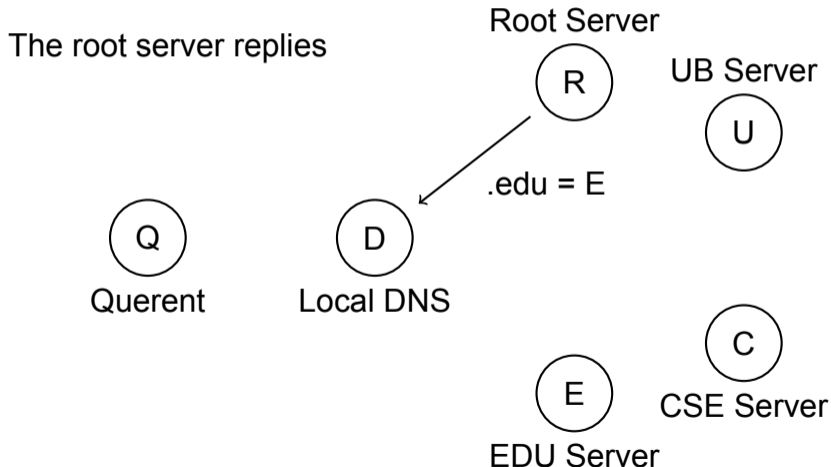 The root server replies
Root Server
R
UB Server
U
.edu = E
Q
Querent
D
Local DNS
C
CSE Server
E
EDU Server